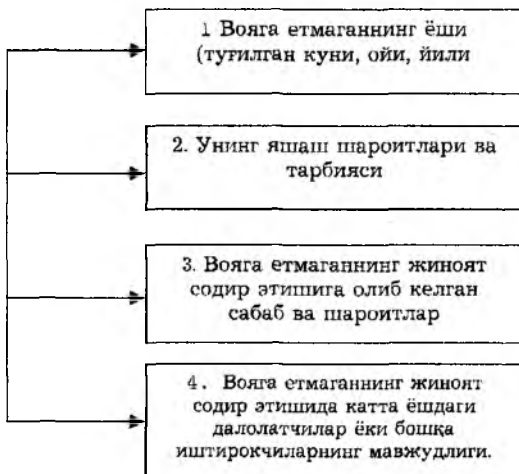 1 Вояга етмаганнинг ёши
(туғилган куни, ойи, йили
2. Унинг яшаш шароитлари ва
тарбияси
3. Вояга етмаганнинг жиноят
содир этишига олиб келган
сабаб ва шароитлар
4. Вояга етмаганнинг жиноят
содир этишида катта ёшдаги
далолатчилар ёки бошқа
иштирокчиларнинг мавжудлиги.